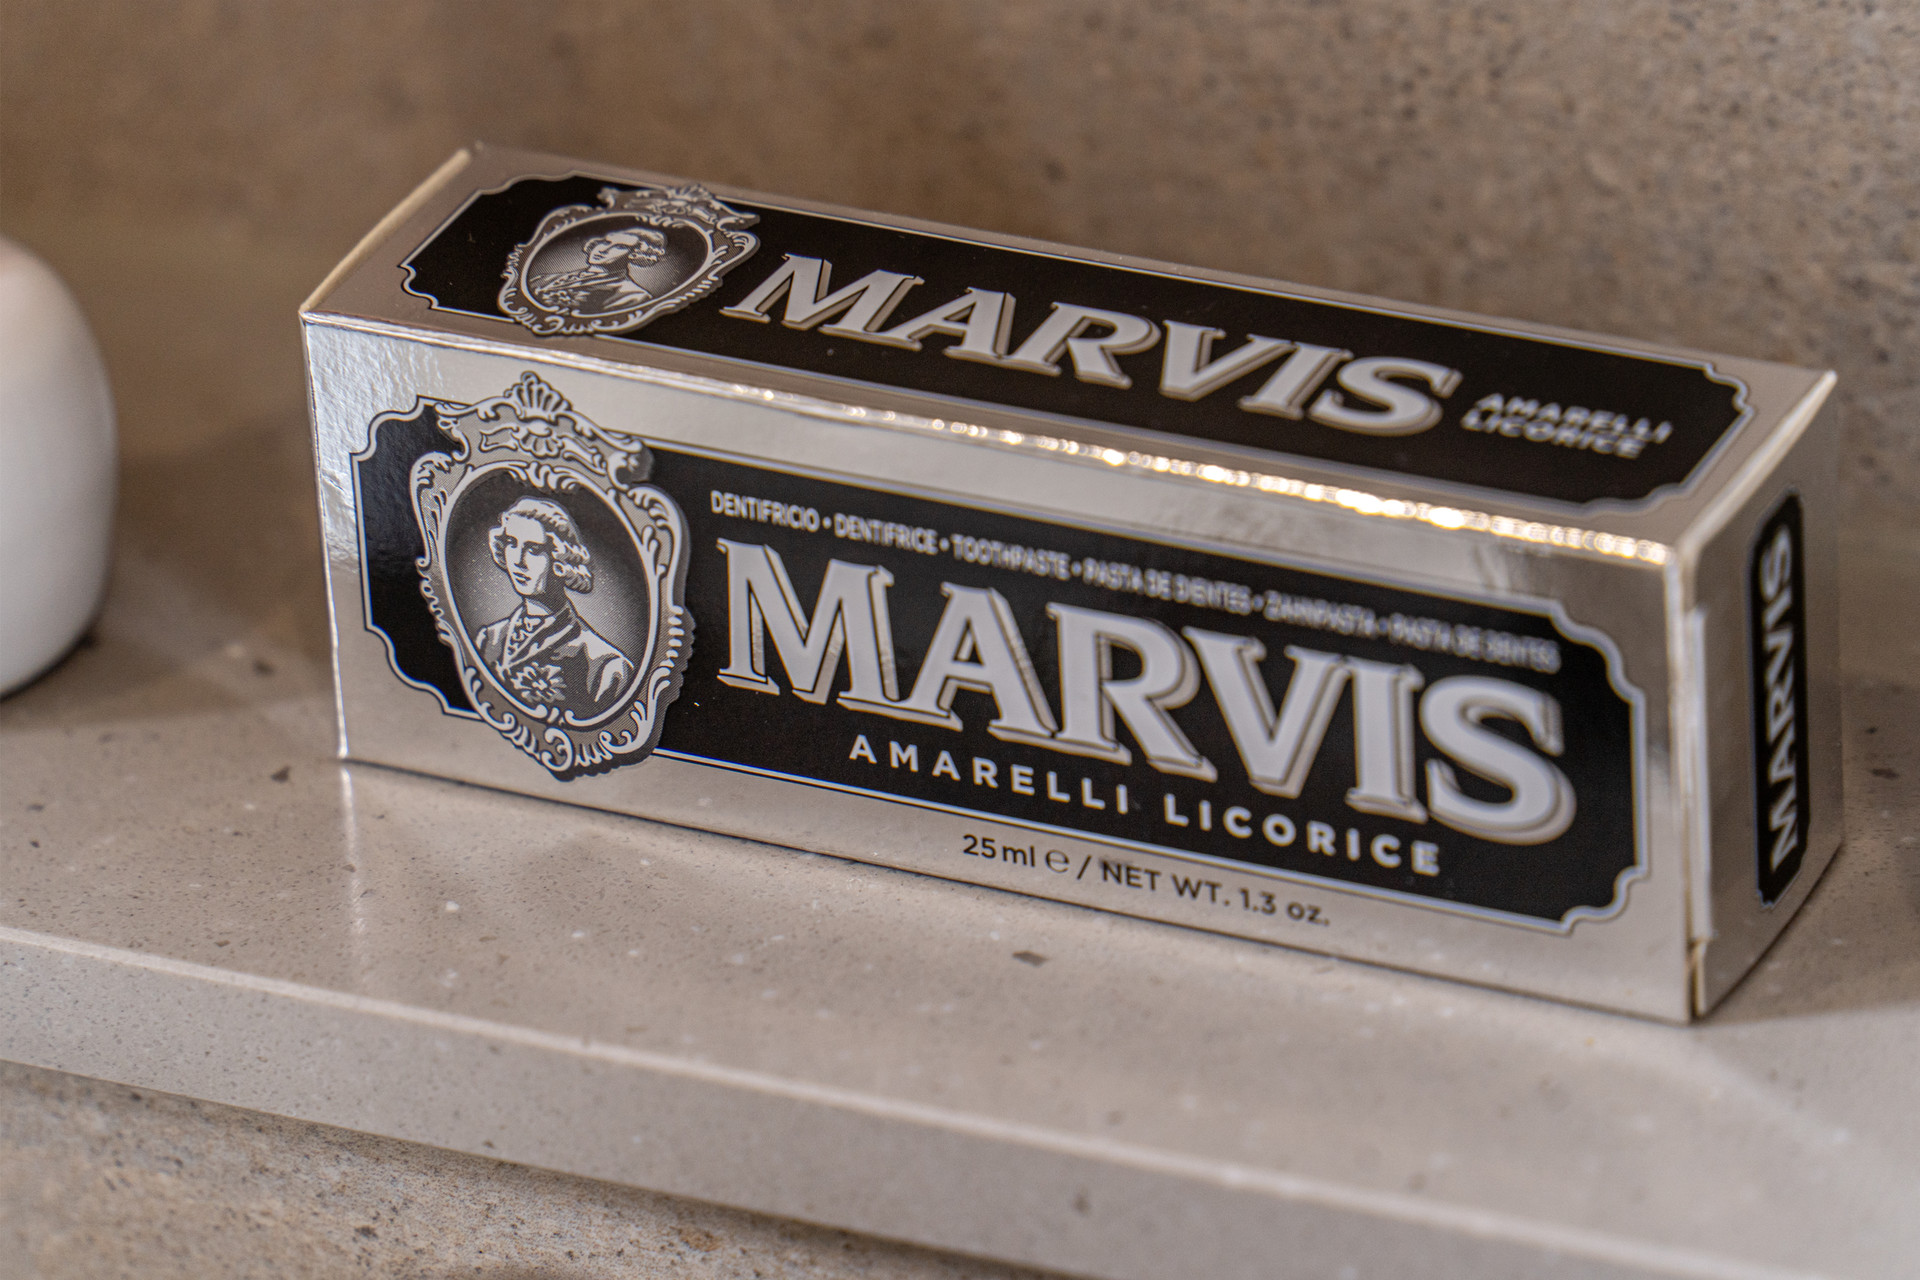 MARVIS
AMARELLI
LICORICE
DENTIFRICIO • DENTIFRICE • TOOTHPASTE • PASTA DE DIENTES • ZAHNPASTA • PASTA DE DENTES
MARVIS
AMARELLI LICORICE
25 ml ℮ / NET WT. 1.3 oz.
MARVIS